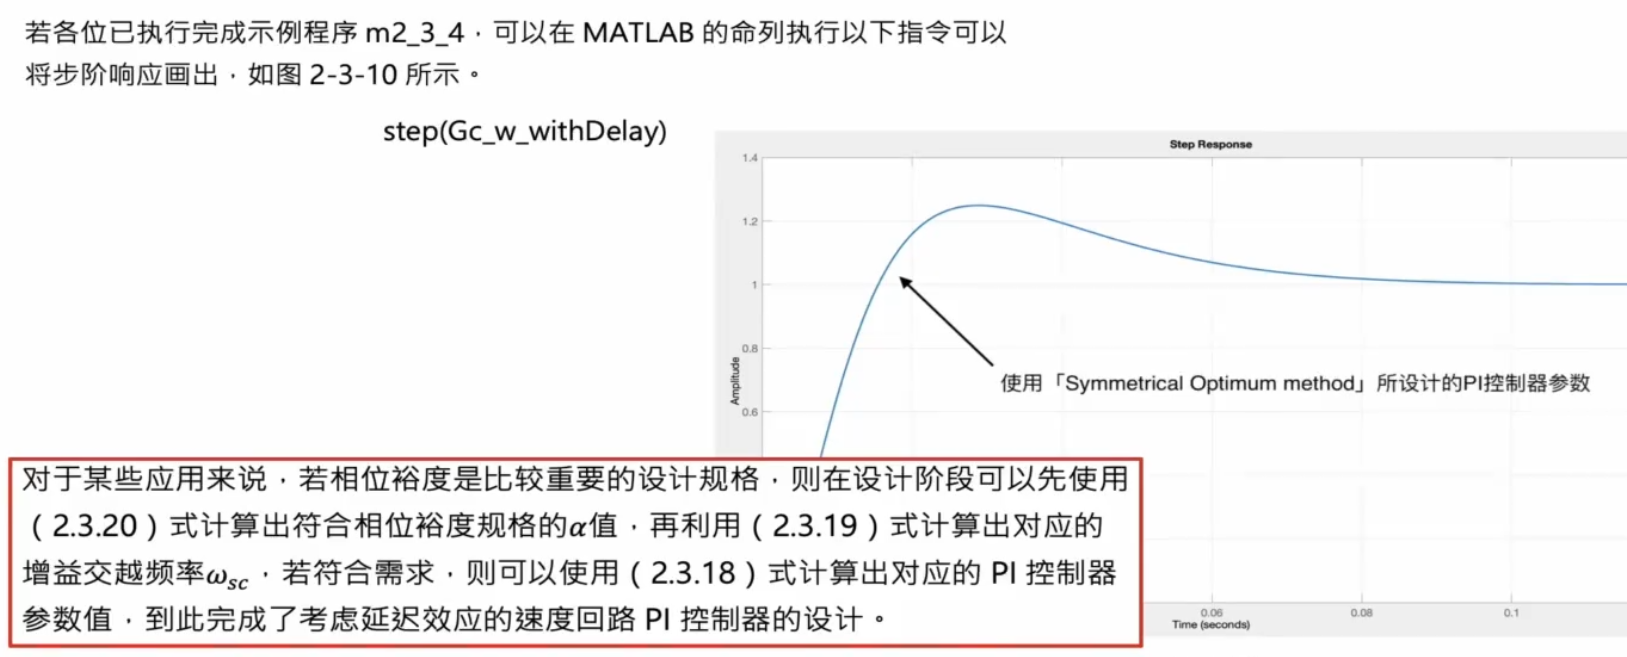 若各位已执行完成示例程序 m2_3_4，可以在 MATLAB 的命列执行以下指令可以
将步阶响应画出，如图 2-3-10 所示。
step(Gc_w_withDelay)
Step Response
1.4
1.2
1
0.8
0.6
Amplitude
使用「Symmetrical Optimum method」所设计的PI控制器参数
对于某些应用来说，若相位裕度是比较重要的设计规格，则在设计阶段可以先使用
（2.3.20）式计算出符合相位裕度规格的α值，再利用（2.3.19）式计算出对应的
增益交越频率ω_sc，若符合需求，则可以使用（2.3.18）式计算出对应的 PI 控制器
参数值，到此完成了考虑延迟效应的速度回路 PI 控制器的设计。
0.06 0.08 0.1
Time (seconds)